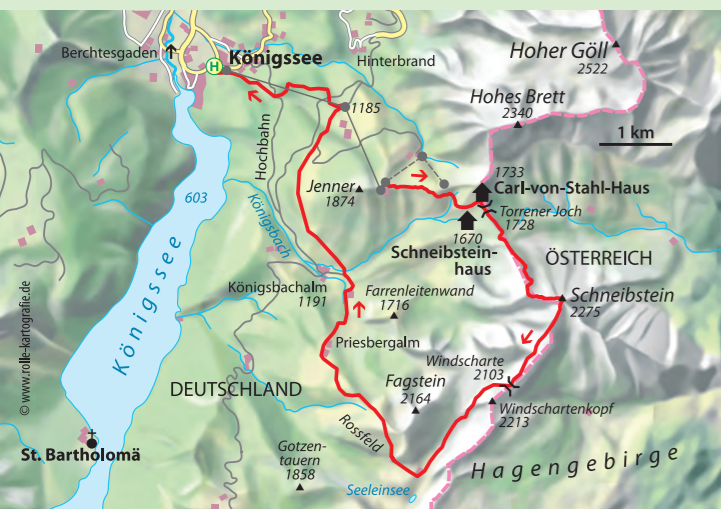 Berchtesgaden
H
Königssee
Hinterbrand
Hoher Göll
2522
Hohes Brett
2340
1 km
1185
Hochbahn
Jenner
1874
1733
Carl-von-Stahl-Haus
Torrener Joch
1728
1670
Schneibstein-
haus
ÖSTERREICH
603
Königsbach
Königssee
Königsbachalm
1191
Farrenleitenwand
1716
Schneibstein
2275
Priesbergalm
Windscharte
2103
DEUTSCHLAND
Fagstein
2164
Windschartenkopf
2213
Rossfeld
Gotzen-
tauern
1858
Seeleinsee
Hagengebirge
St. Bartholomä
© www.rolle-kartografie.de